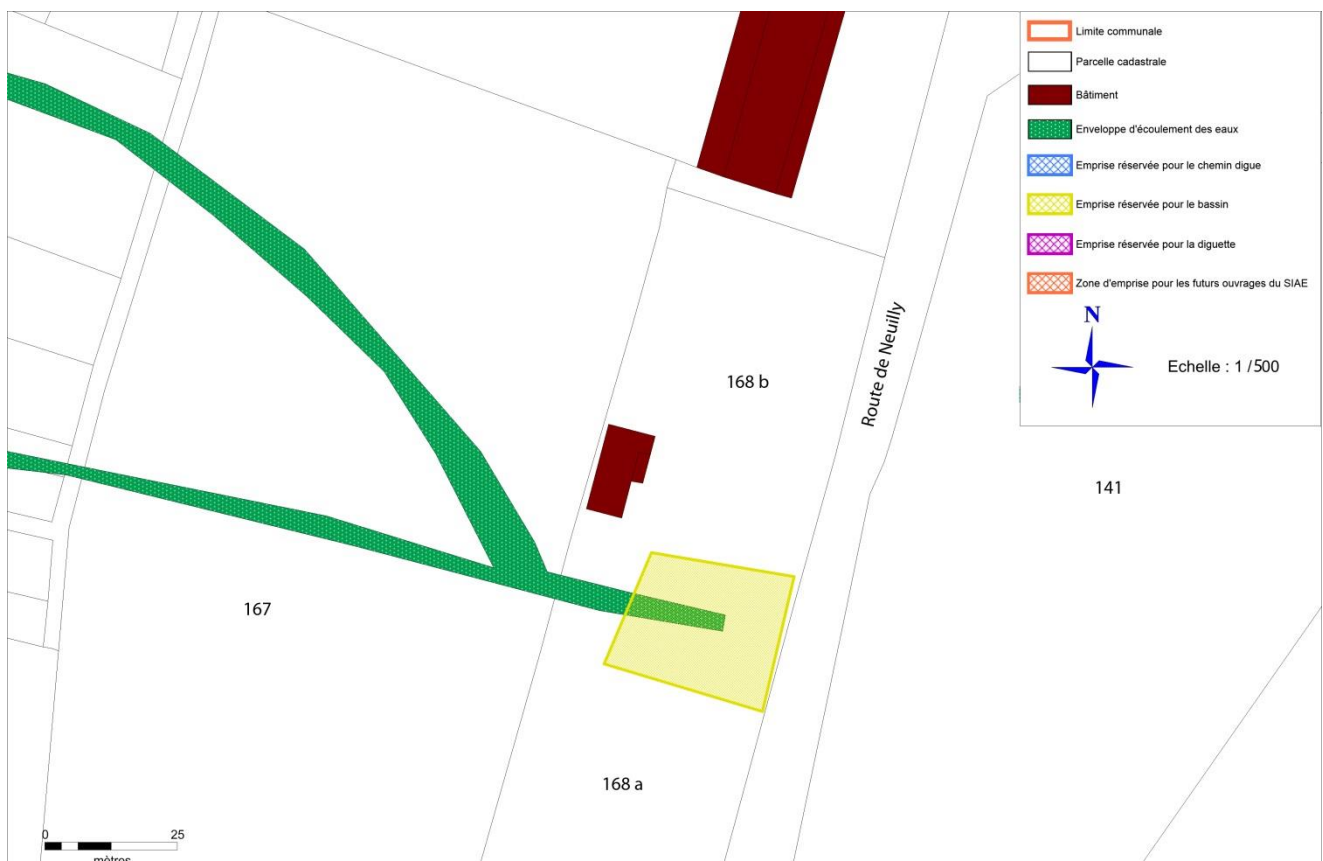 Limite communale
Parcelle cadastrale
Bâtiment
Enveloppe d'écoulement des eaux
Emprise réservée pour le chemin digue
Emprise réservée pour le bassin
Emprise réservée pour la diguette
Zone d'emprise pour les futurs ouvrages du SIAE
N
Echelle : 1 /500
Route de Neuilly
168 b
141
167
168 a
0 25
mètres